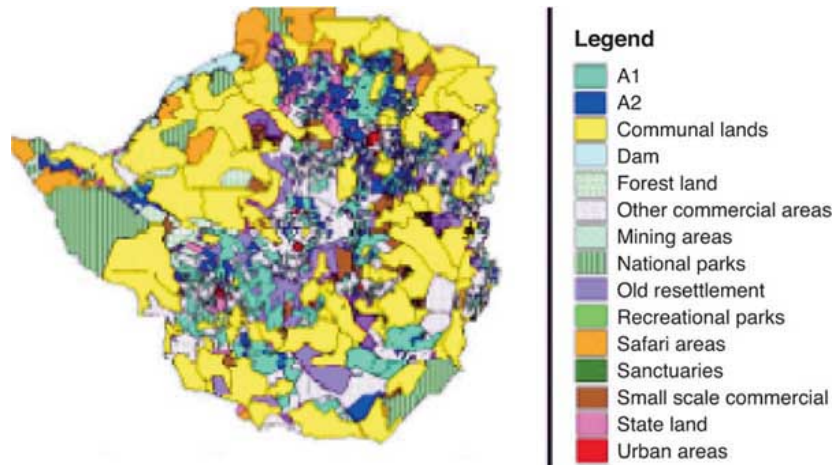 Legend
A1
A2
Communal lands
Dam
Forest land
Other commercial areas
Mining areas
National parks
Old resettlement
Recreational parks
Safari areas
Sanctuaries
Small scale commercial
State land
Urban areas